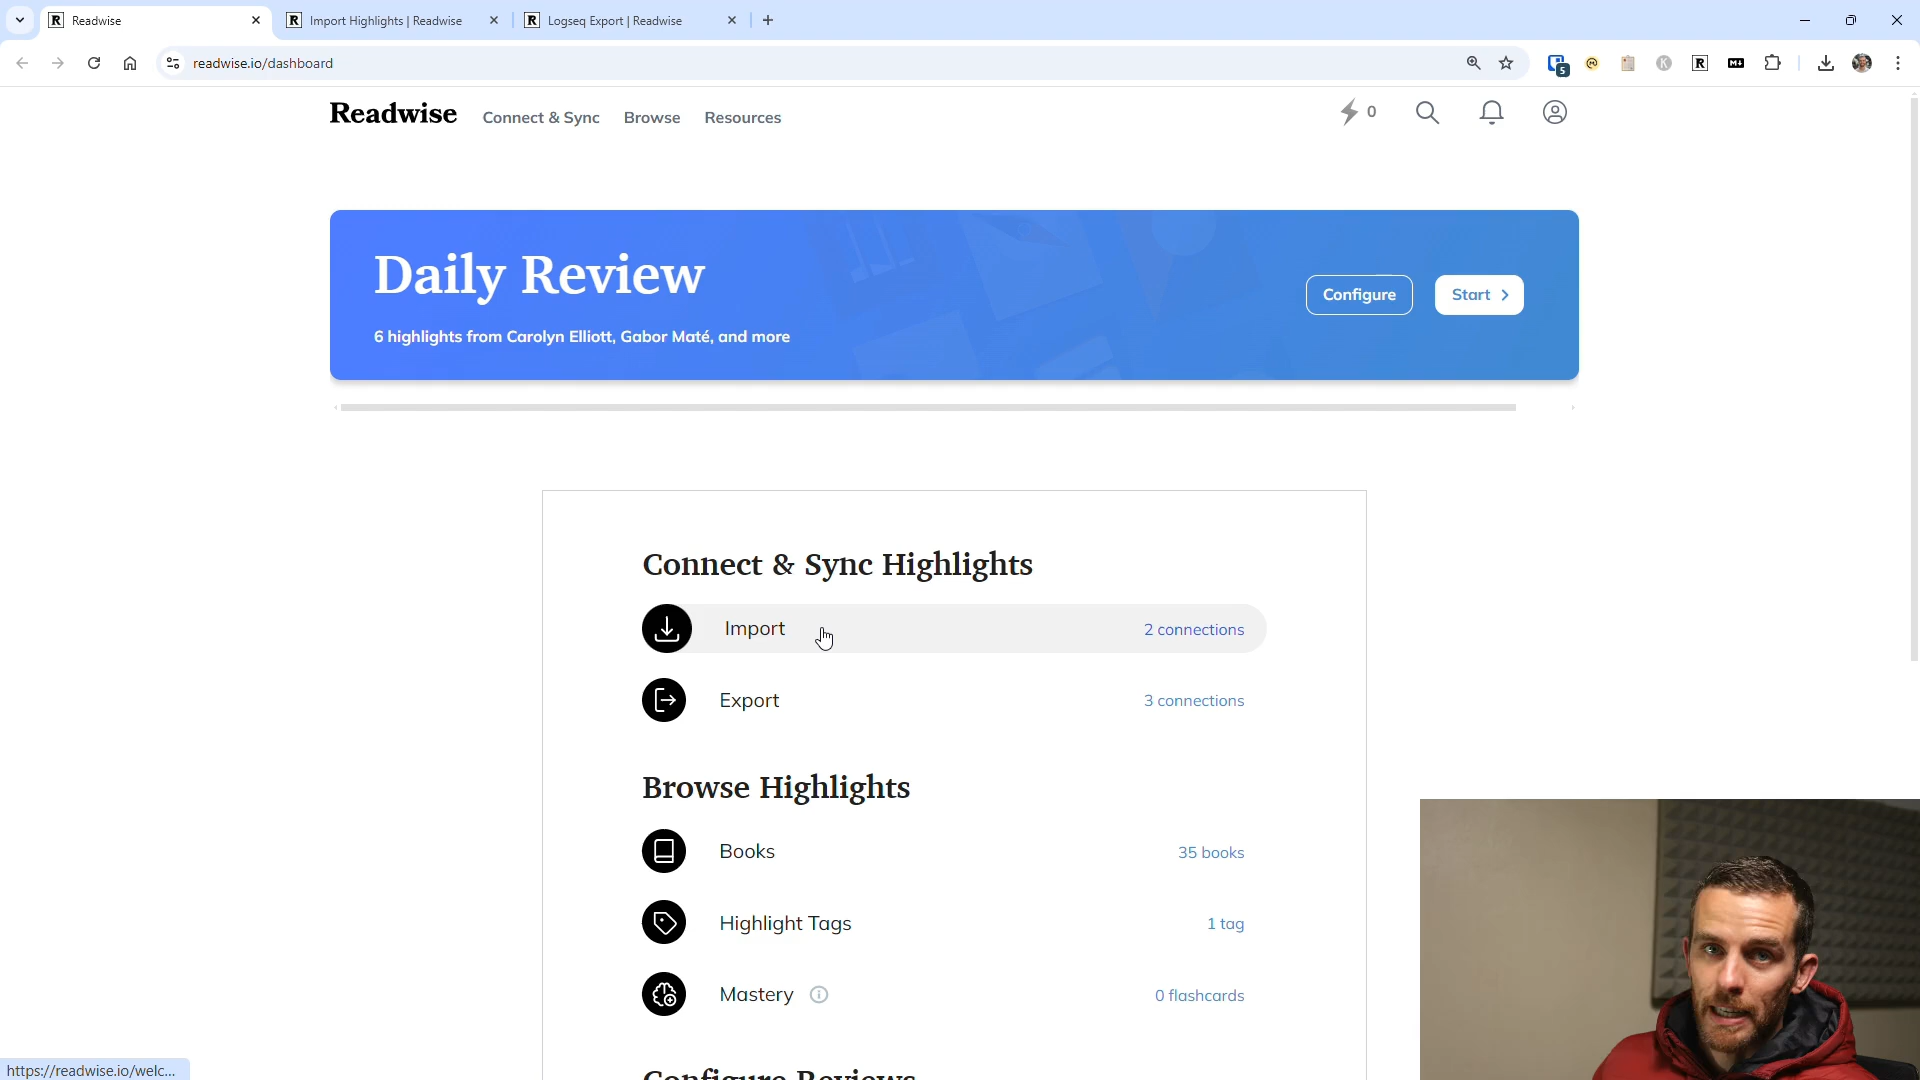 R Readwise
R Import Highlights | Readwise
R Logseq Export | Readwise
readwise.io/dashboard
5
K
R
Readwise
Connect & Sync
Browse
Resources
0
Daily Review
6 highlights from Carolyn Elliott, Gabor Maté, and more
Configure
Start
Connect & Sync Highlights
Import
2 connections
Export
3 connections
Browse Highlights
Books
35 books
Highlight Tags
1 tag
Mastery
0 flashcards
Configure Reviews
https://readwise.io/welc...